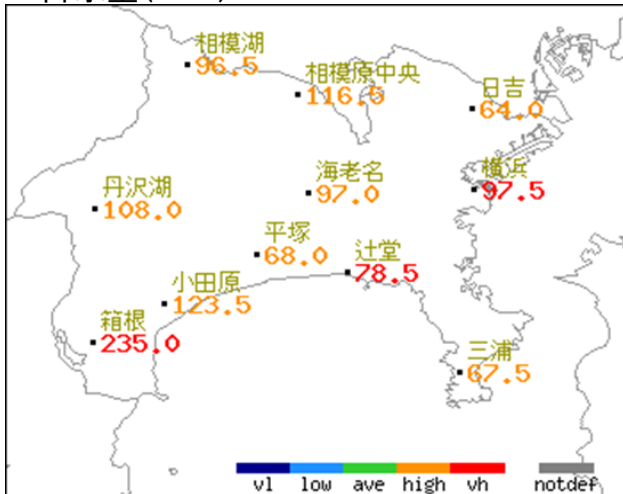 相模湖
96.5
相模原中央
116.5
日吉
64.0
丹沢湖
108.0
海老名
97.0
横浜
97.5
平塚
68.0
辻堂
78.5
小田原
123.5
箱根
235.0
三浦
67.5
vl low ave high vh notdef